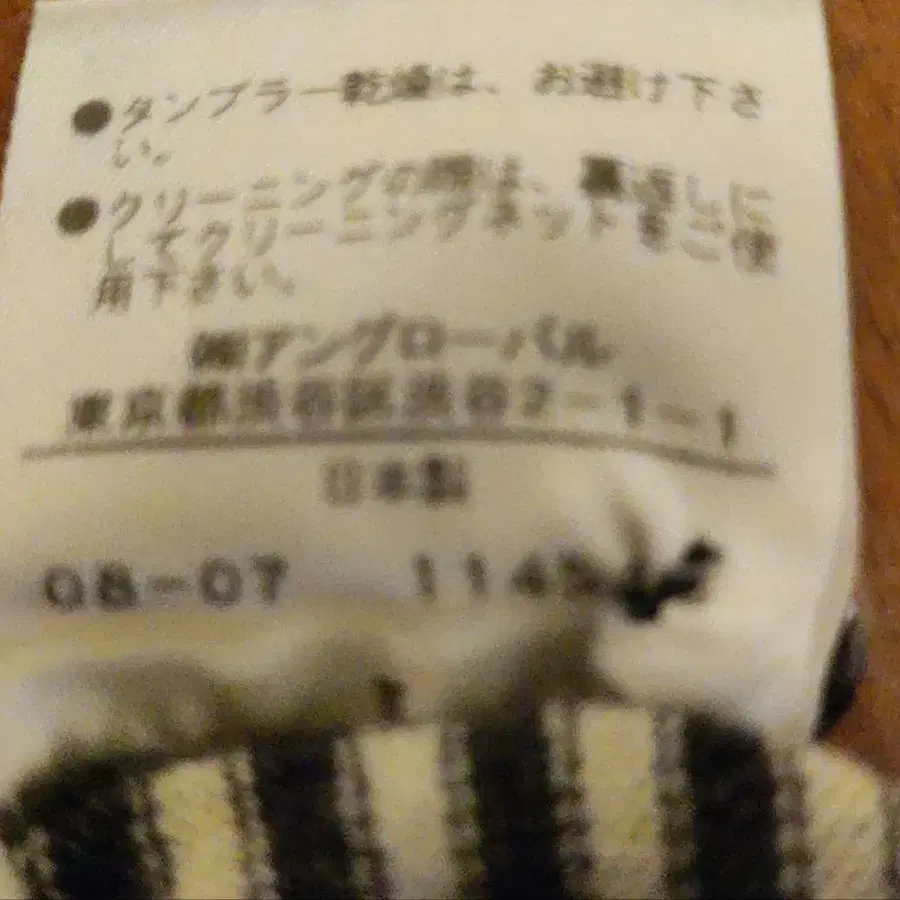 ●タンブラー乾燥は、お避け下さ
い。
●クリーニングの際は、裏返しに
してクリーニングネットをご使
用下さい。
㈱アングローバル
東京都渋谷区渋谷2-1-1
日本製
08-07 1145